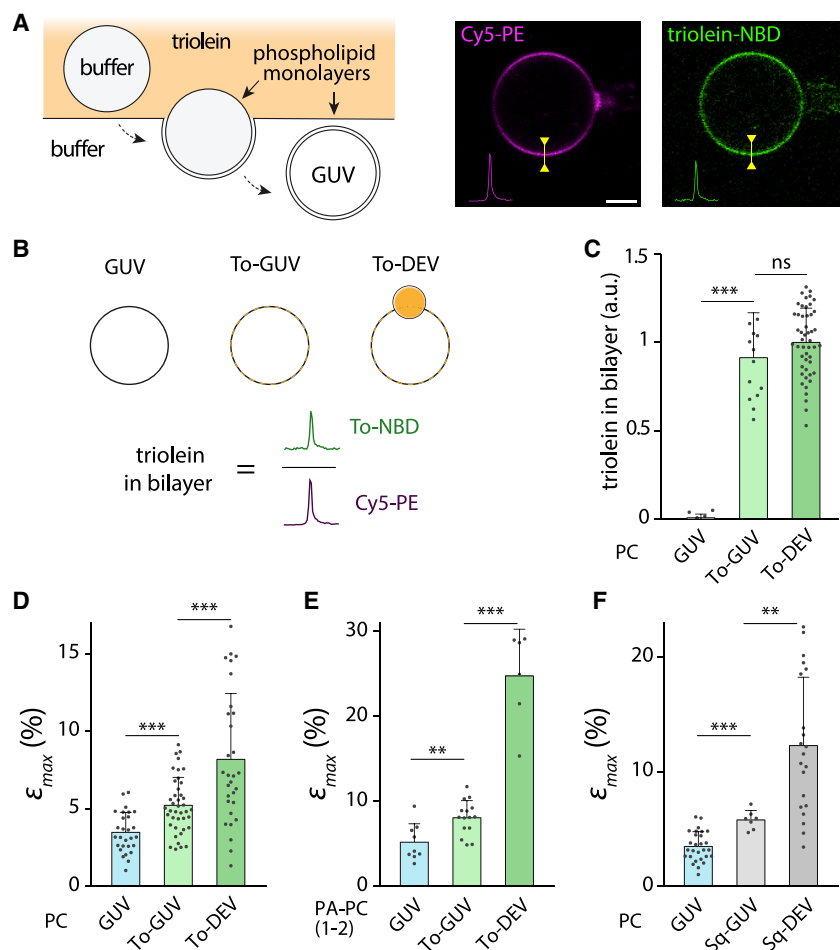 A
triolein
buffer
phospholipid
monolayers
buffer
GUV
Cy5-PE
triolein-NBD
B
GUV
To-GUV
To-DEV
triolein
in bilayer
=
To-NBD
Cy5-PE
C
triolein in bilayer (a.u.)
1.5
1
0.5
0
***
ns
PC
GUV
To-GUV
To-DEV
D
εmax (%)
15
10
5
0
***
***
PC
GUV
To-GUV
To-DEV
E
εmax (%)
30
20
10
0
**
***
PA-PC
(1-2)
GUV
To-GUV
To-DEV
F
εmax (%)
20
10
0
***
**
PC
GUV
Sq-GUV
Sq-DEV